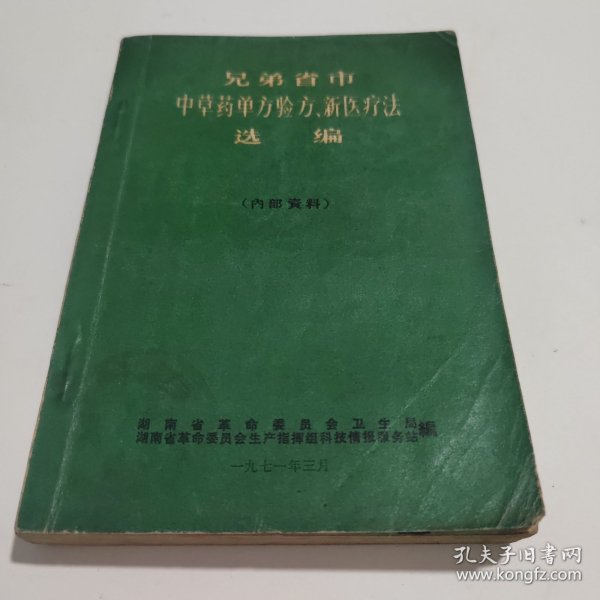 兄弟省市
中草药单方验方、新医疗法
选编
（內部資料）
湖南省革命委员会卫生局
湖南省革命委员会生产指挥组科技情报服务站
编
一九七一年三月
孔夫子旧书网
www.kongfz.com